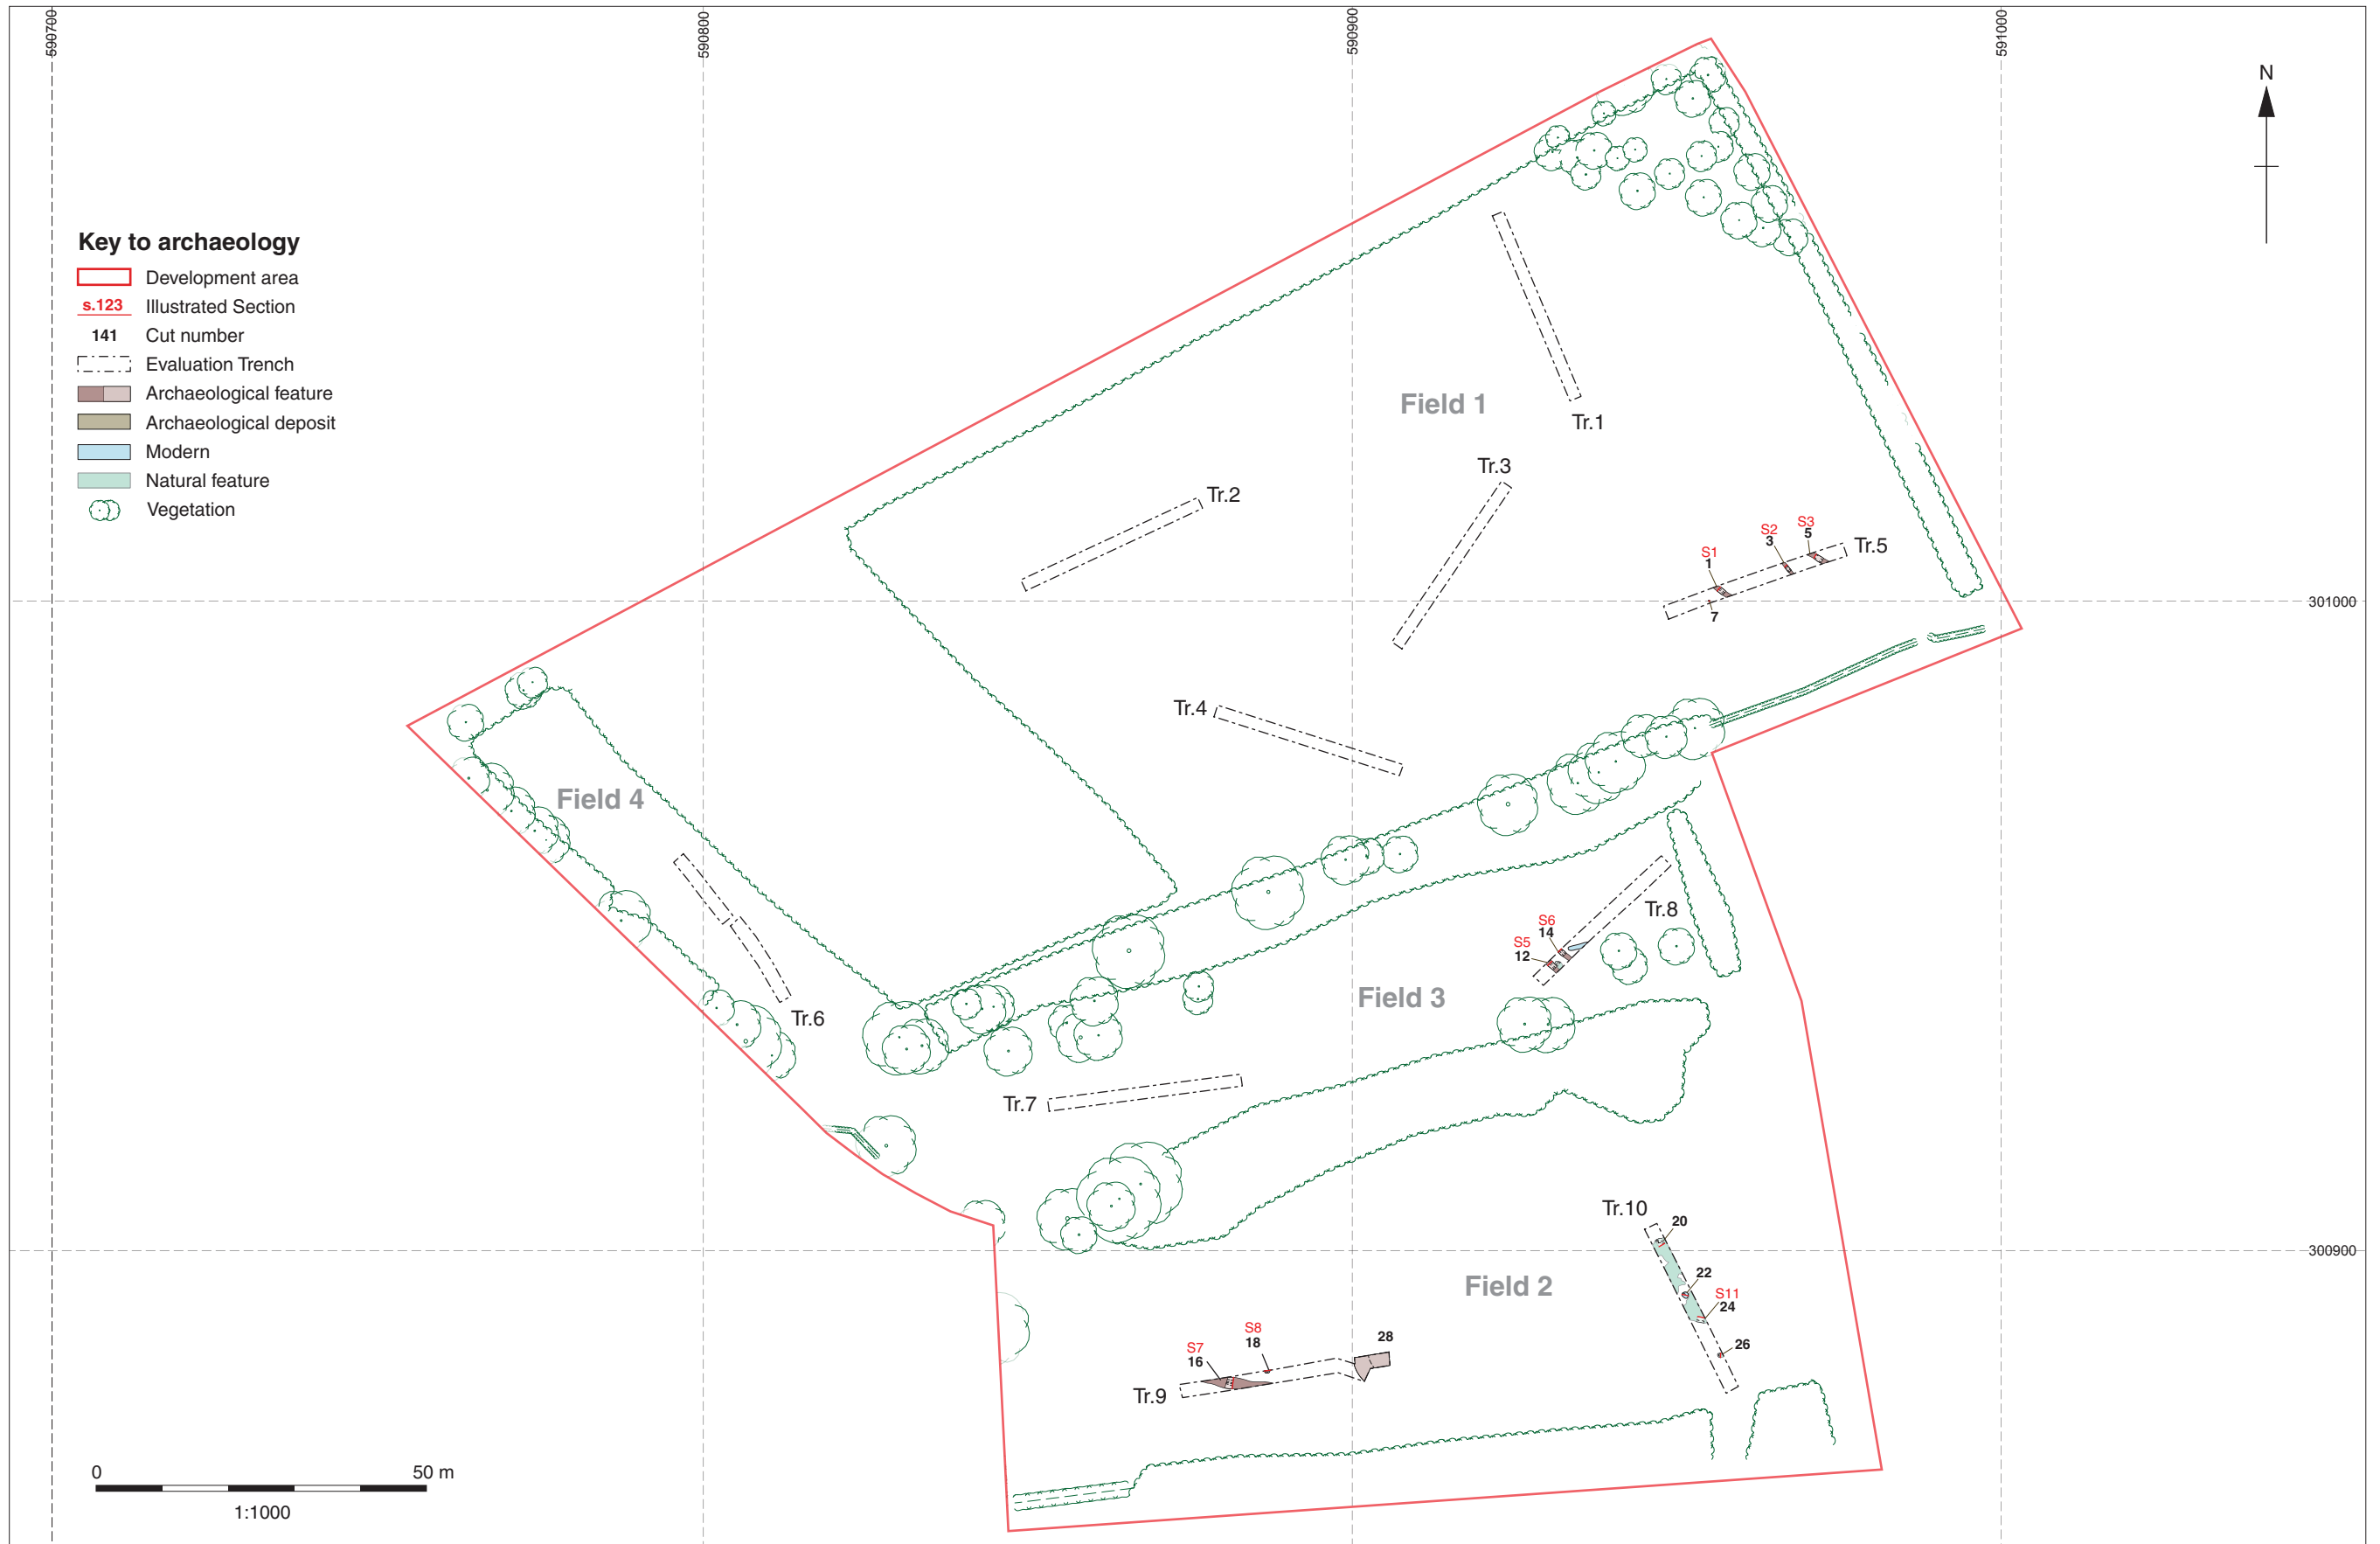 590700
590800
590900
591000
N
Key to archaeology
Development area
s.123 Illustrated Section
141 Cut number
Evaluation Trench
Archaeological feature
Archaeological deposit
Modern
Natural feature
Vegetation
Field 1
Tr.1
Tr.3
Tr.2
S3
5
S2
3
Tr.5
S1
1
7
301000
Tr.4
Field 4
Tr.8
S6
14
S5
12
Field 3
Tr.6
Tr.7
Tr.10
20
300900
22
Field 2
S11
24
26
S8
18
28
S7
16
Tr.9
0 50 m
1:1000